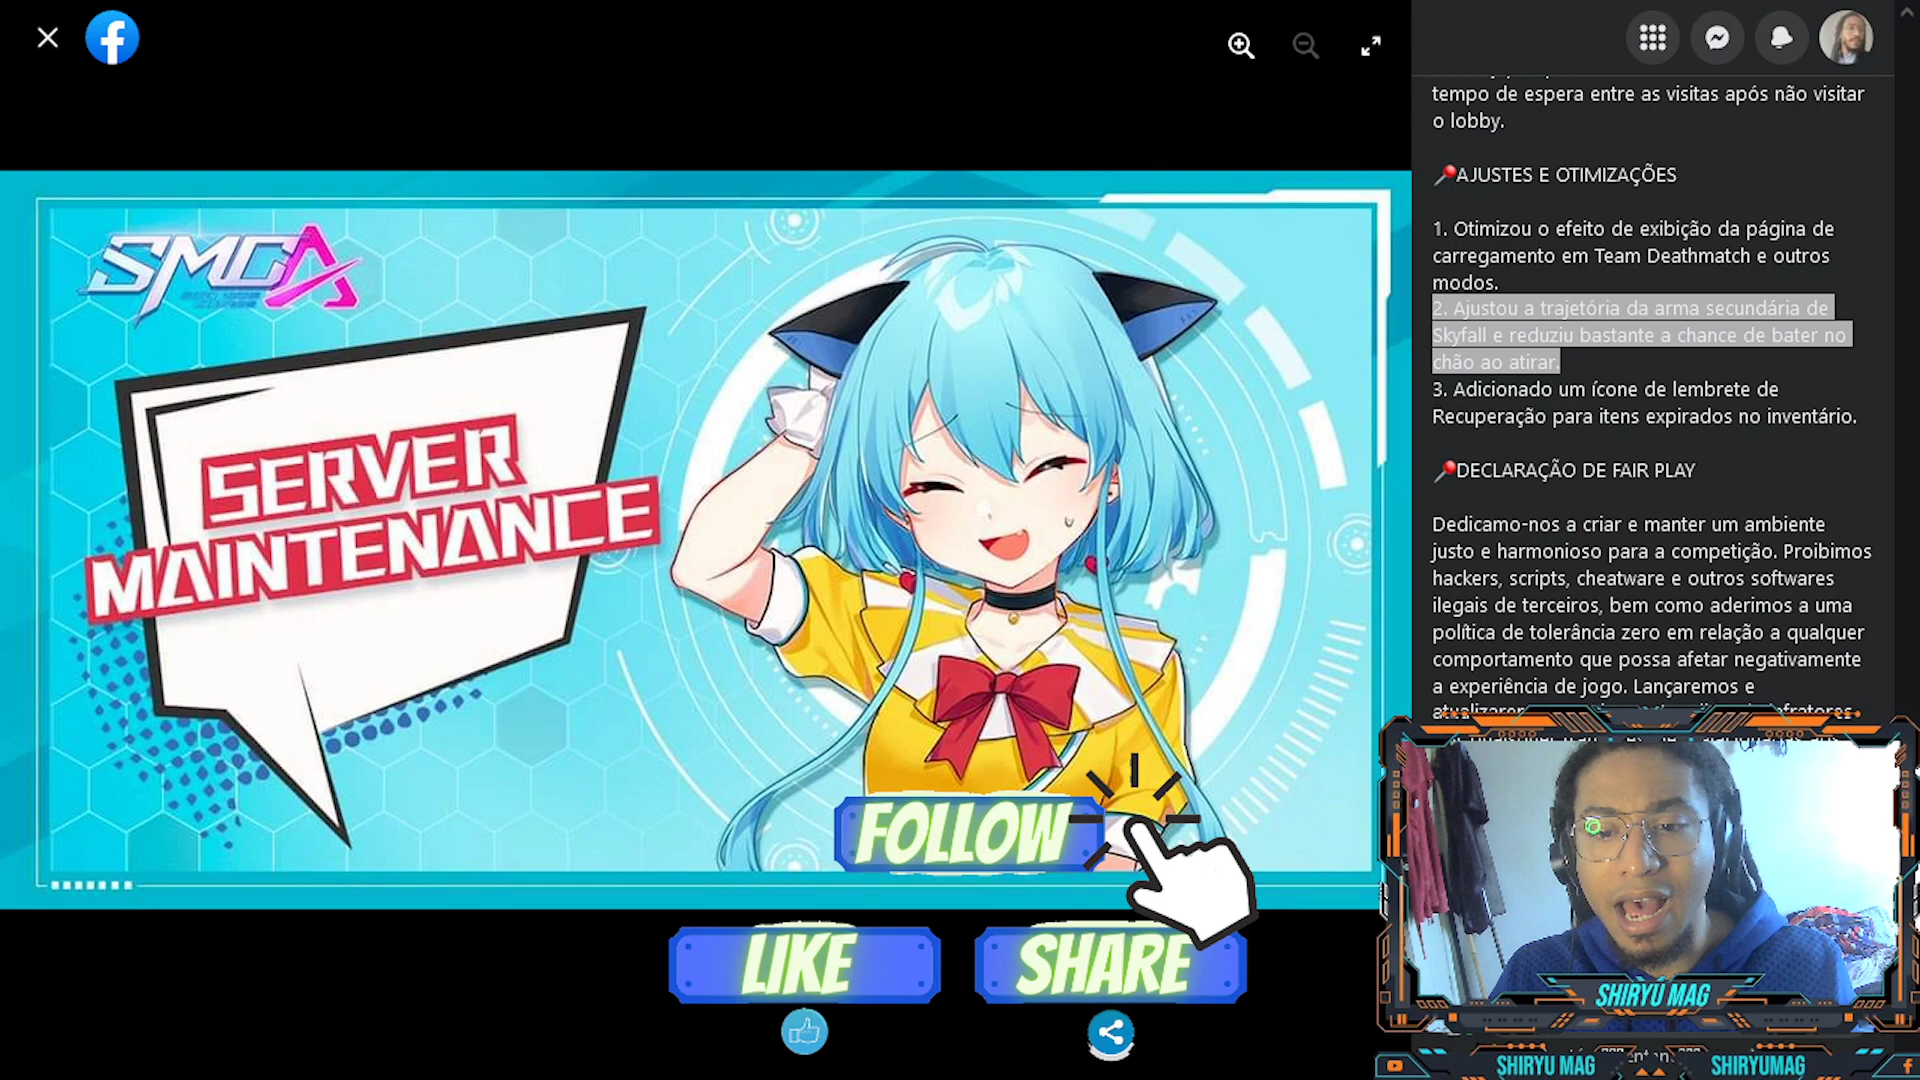 tempo de espera entre as visitas após não visitar
o lobby.
AJUSTES E OTIMIZAÇÕES
1. Otimizou o efeito de exibição da página de
carregamento em Team Deathmatch e outros
modos.
2. Ajustou a trajetória da arma secundária de
Skyfall e reduziu bastante a chance de bater no
chão ao atirar.
3. Adicionado um ícone de lembrete de
Recuperação para itens expirados no inventário.
DECLARAÇÃO DE FAIR PLAY
Dedicamo-nos a criar e manter um ambiente
justo e harmonioso para a competição. Proibimos
hackers, scripts, cheatware e outros softwares
ilegais de terceiros, bem como aderimos a uma
política de tolerância zero em relação a qualquer
comportamento que possa afetar negativamente
a experiência de jogo. Lançaremos e
SMGA
SERVER
MAINTENANCE
FOLLOW
LIKE
SHARE
SHIRYÚ MAG
SHIRYU MAG
SHIRYUMAG